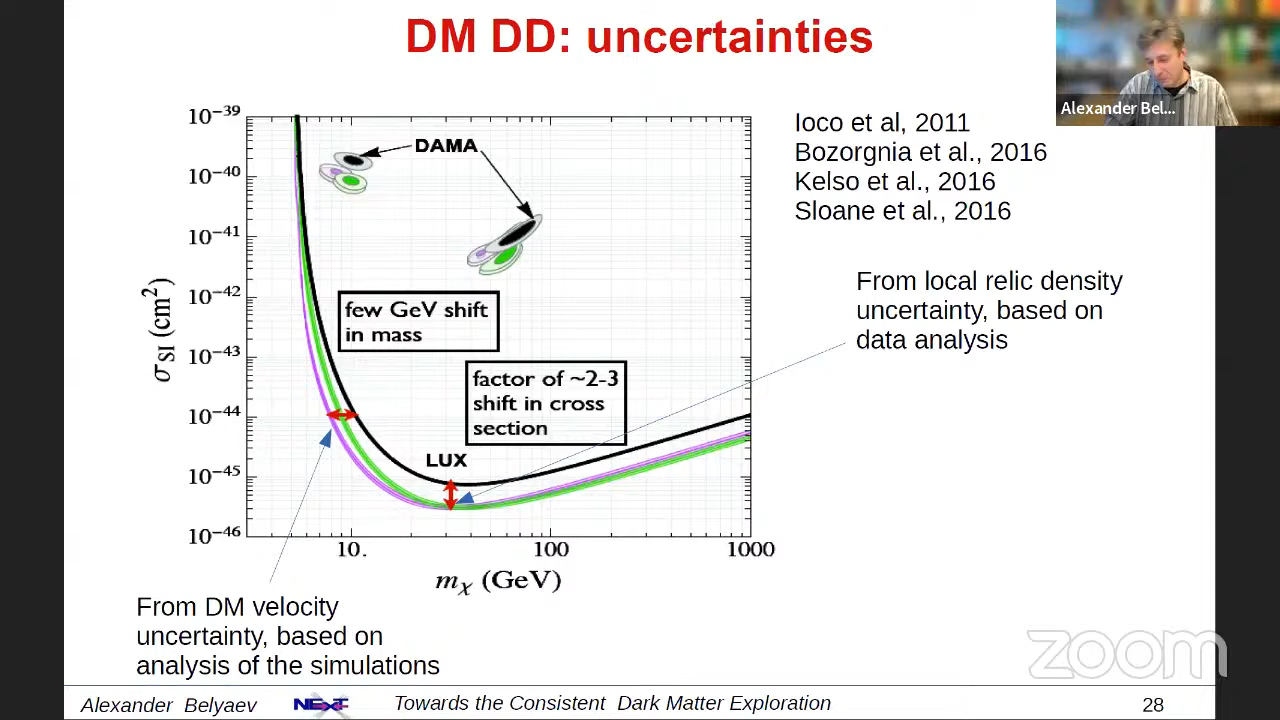 DM DD: uncertainties
Alexander Bel...
Ioco et al, 2011
Bozorgnia et al., 2016
Kelso et al., 2016
Sloane et al., 2016
From local relic density
uncertainty, based on
data analysis
10⁻³⁹
10⁻⁴⁰
10⁻⁴¹
10⁻⁴²
10⁻⁴³
10⁻⁴⁴
10⁻⁴⁵
10⁻⁴⁶
σSI (cm²)
DAMA
few GeV shift
in mass
factor of ~2-3
shift in cross
section
LUX
10.
100
1000
mχ (GeV)
From DM velocity
uncertainty, based on
analysis of the simulations
zoom
Alexander Belyaev
NEXT
Towards the Consistent Dark Matter Exploration
28